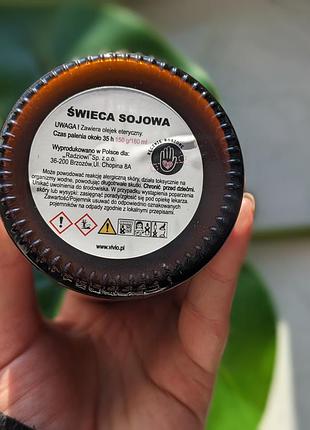 ŚWIECA SOJOWA
UWAGA ! Zawiera olejek eteryczny.
Czas palenia około 35 h 150 g/180 ml
Wyprodukowano w Polsce dla:
„Radziowi" Sp. z o.o.
36-200 Brzozów, Ul. Chopina 8A
Może powodować reakcję alergiczną skóry, działa toksycznie na
organizmy wodne, powodując długotrwałe skutki. Chronić przed dziećmi.
Unikać uwolnienia do środowiska. W przypadku wystąpienia podrażnienia
skóry: zasięgnąć porady/zgłosić się pod opiekę lekarza.
Zawartość/Pojemnik usuwać do odpowiednio oznakowanych
pojemników na odpady zgodnie z lokalnymi przepisami.
www.vivio.pl